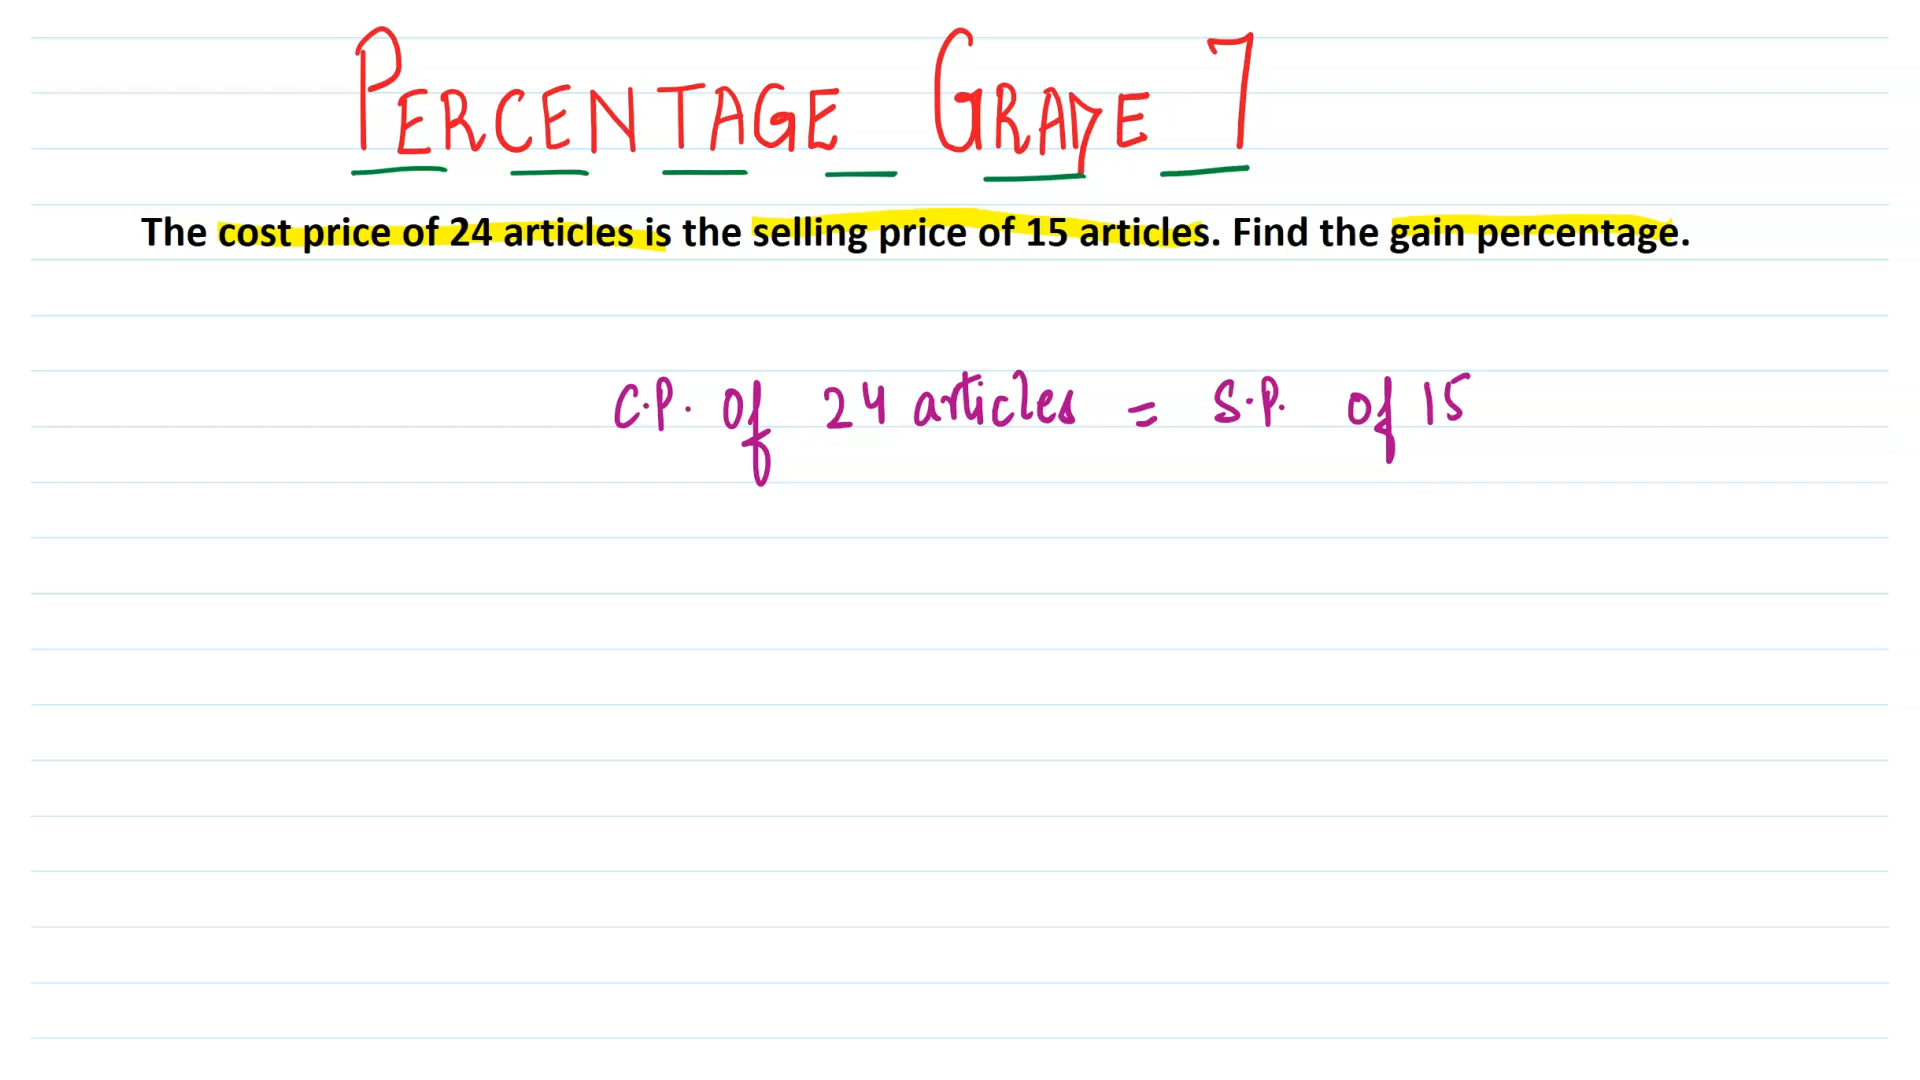 PERCENTAGE GRADE 7
The cost price of 24 articles is the selling price of 15 articles. Find the gain percentage.
C.P. of 24 articles = S.P. of 15